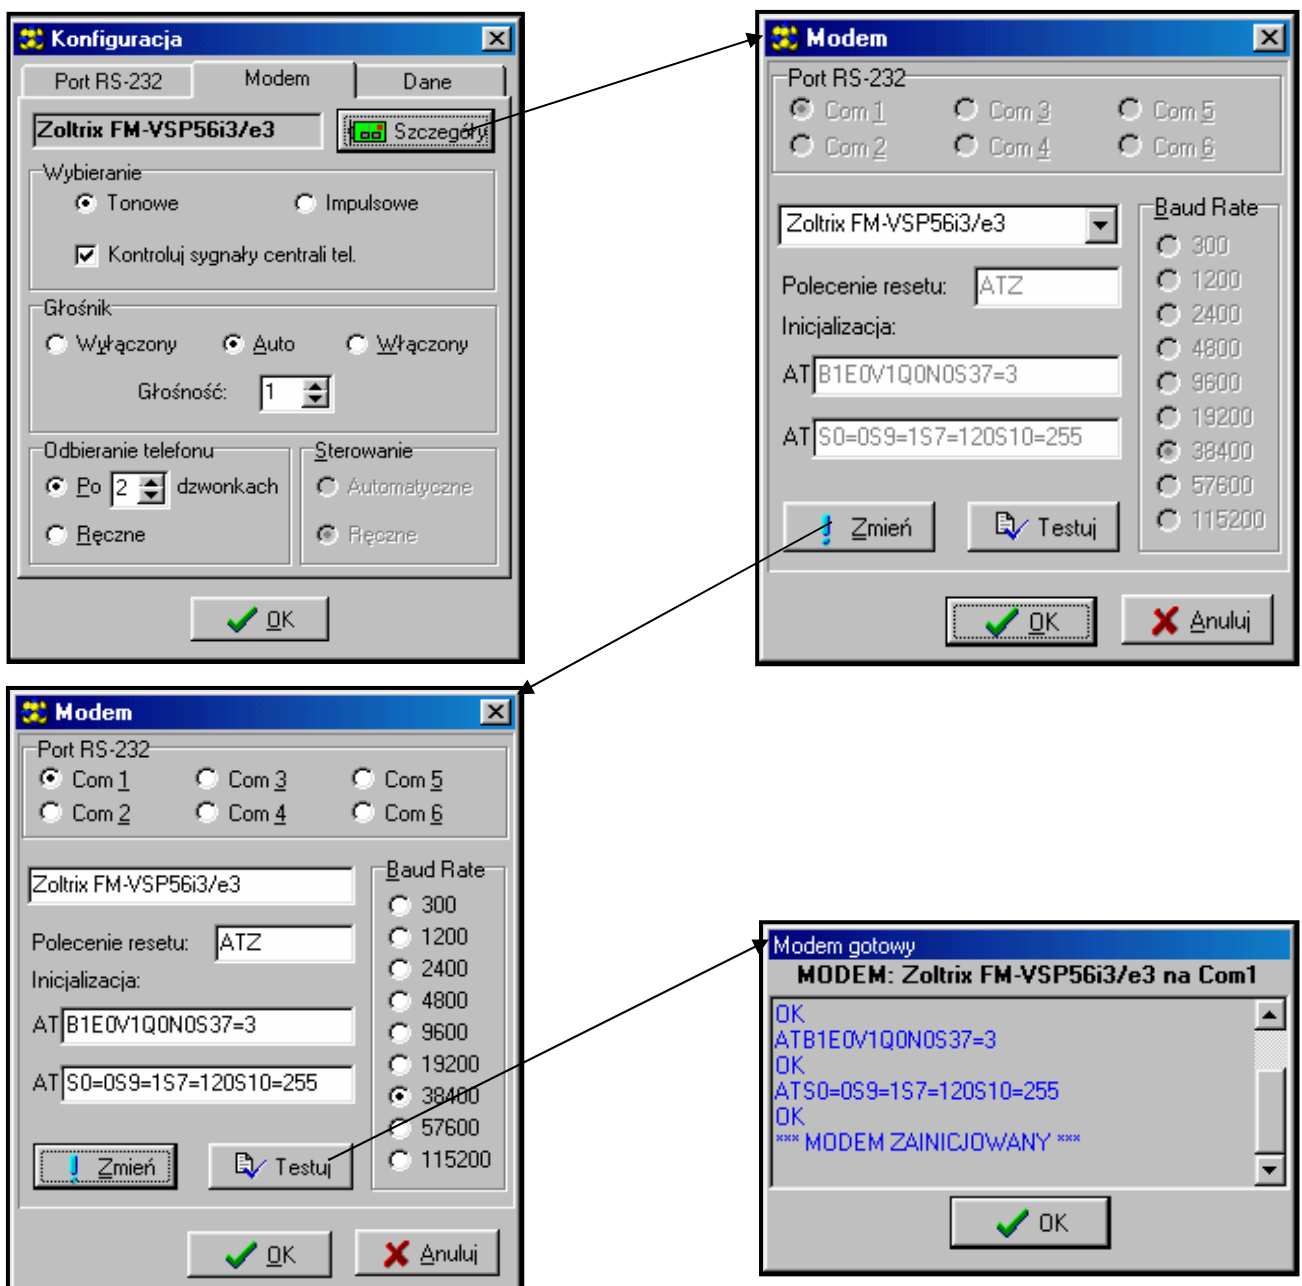 Konfiguracja
Port RS-232 Modem Dane
Zoltrix FM-VSP56i3/e3 Szczegóły
Wybieranie
Tonowe Impulsowe
Kontroluj sygnały centrali tel.
Głośnik
Wyłączony Auto Włączony
Głośność: 1
Odbieranie telefonu Sterowanie
Po 2 dzwonkach Automatyczne
Ręczne Ręczne
OK
Modem
Port RS-232
Com 1 Com 3 Com 5
Com 2 Com 4 Com 6
Zoltrix FM-VSP56i3/e3
Baud Rate
300
Polecenie resetu: ATZ 1200
2400
Inicjalizacja:
4800
AT B1E0V1Q0N0S37=3 9600
19200
AT S0=0S9=1S7=120S10=255 38400
57600
Zmień Testuj 115200
OK Anuluj
Modem
Port RS-232
Com 1 Com 3 Com 5
Com 2 Com 4 Com 6
Baud Rate
Zoltrix FM-VSP56i3/e3
300
Polecenie resetu: ATZ 1200
2400
Inicjalizacja:
4800
AT B1E0V1Q0N0S37=3 9600
19200
AT S0=0S9=1S7=120S10=255 38400
57600
Zmień Testuj 115200
OK Anuluj
Modem gotowy
MODEM: Zoltrix FM-VSP56i3/e3 na Com1
OK
ATB1E0V1Q0N0S37=3
OK
ATS0=0S9=1S7=120S10=255
OK
*** MODEM ZAINICJOWANY ***
OK